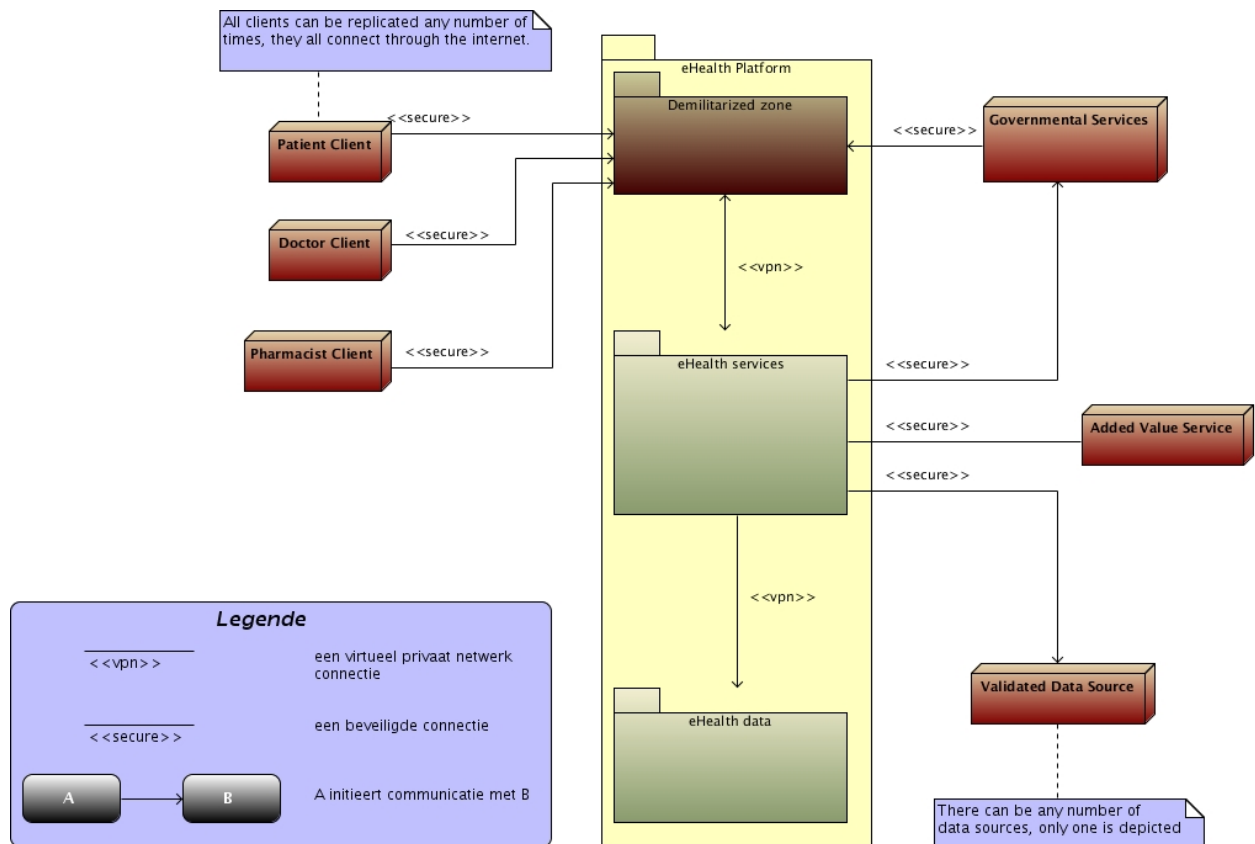 All clients can be replicated any number of
times, they all connect through the internet.
eHealth Platform
Demilitarized zone
<<secure>>
Patient Client
<<secure>>
Governmental Services
Doctor Client
<<secure>>
<<vpn>>
Pharmacist Client
<<secure>>
eHealth services
<<secure>>
<<secure>>
Added Value Service
<<secure>>
<<vpn>>
Validated Data Source
eHealth data
There can be any number of
data sources, only one is depicted
Legende
<<vpn>>
een virtueel privaat netwerk
connectie
<<secure>>
een beveiligde connectie
A
B
A initieert communicatie met B